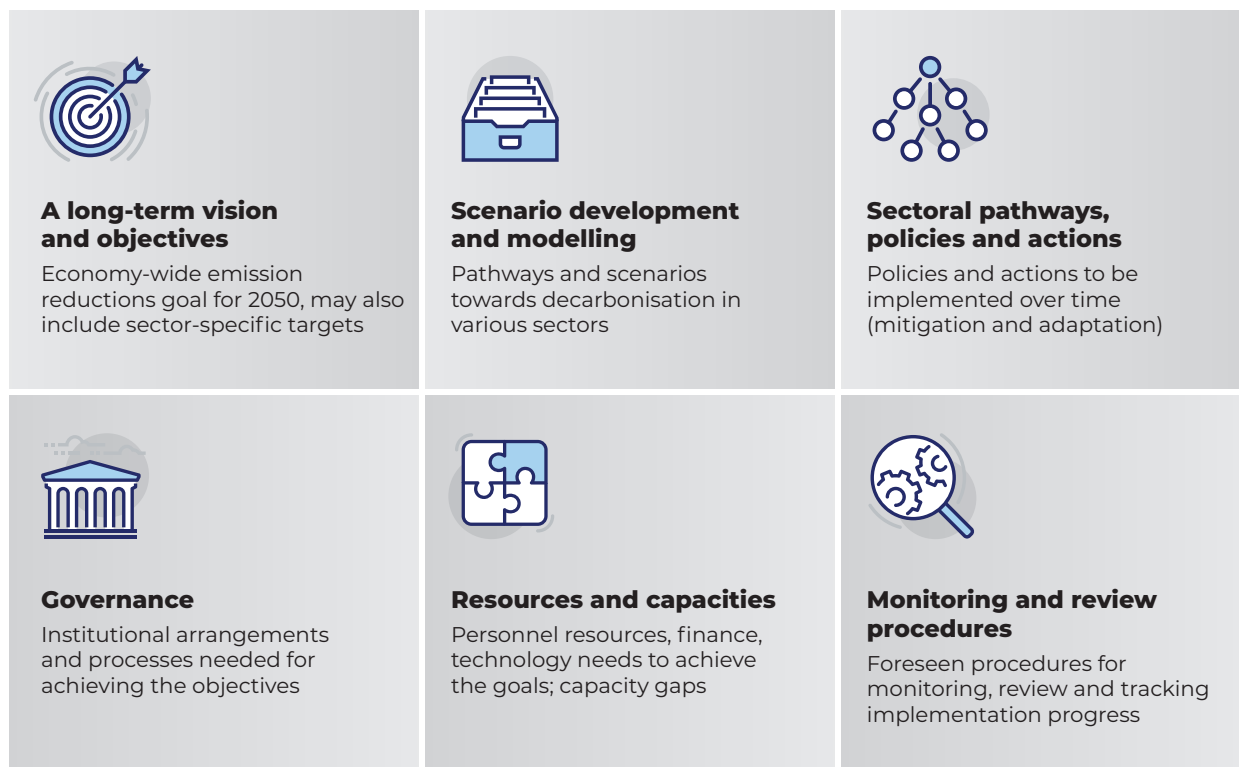 A long-term vision
and objectives
Economy-wide emission
reductions goal for 2050, may also
include sector-specific targets
Scenario development
and modelling
Pathways and scenarios
towards decarbonisation in
various sectors
Sectoral pathways,
policies and actions
Policies and actions to be
implemented over time
(mitigation and adaptation)
Governance
Institutional arrangements
and processes needed for
achieving the objectives
Resources and capacities
Personnel resources, finance,
technology needs to achieve
the goals; capacity gaps
Monitoring and review
procedures
Foreseen procedures for
monitoring, review and tracking
implementation progress